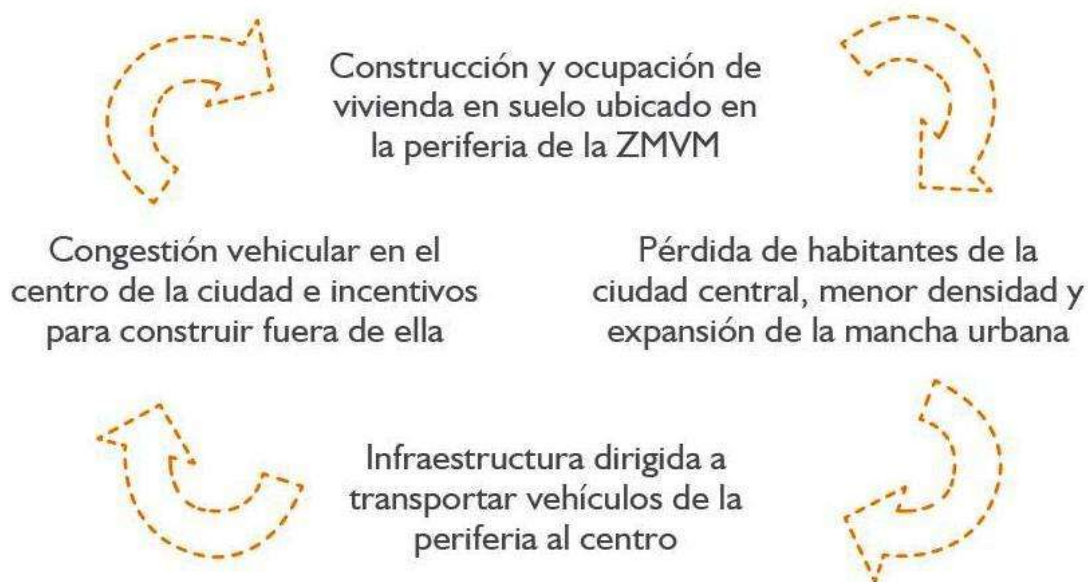 Construcción y ocupación de
vivienda en suelo ubicado en
la periferia de la ZMVM
Pérdida de habitantes de la
ciudad central, menor densidad y
expansión de la mancha urbana
Infraestructura dirigida a
transportar vehículos de la
periferia al centro
Congestión vehicular en el
centro de la ciudad e incentivos
para construir fuera de ella